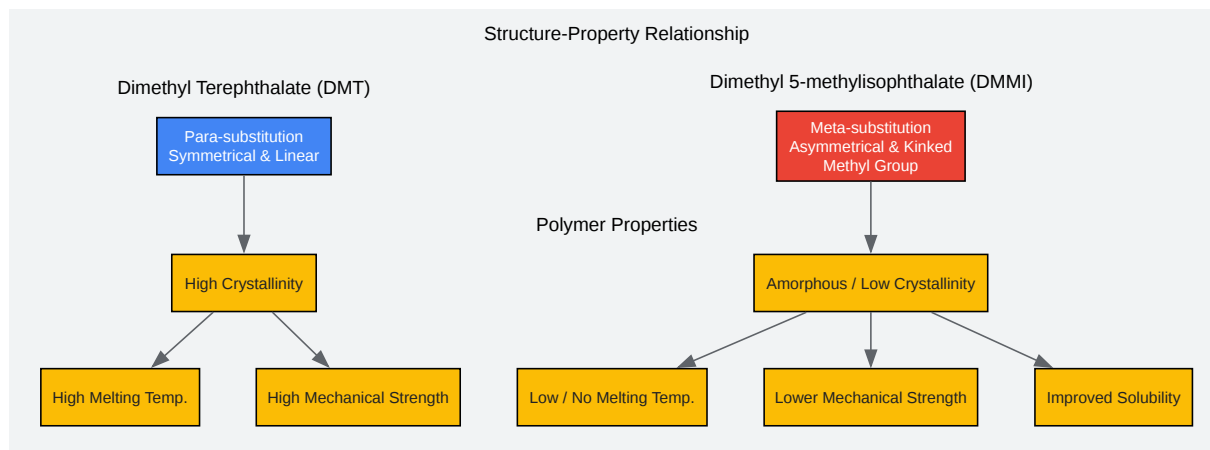 Structure-Property Relationship
Dimethyl Terephthalate (DMT)
Dimethyl 5-methylisophthalate (DMMI)
Para-substitution
Symmetrical & Linear
Meta-substitution
Asymmetrical & Kinked
Methyl Group
Polymer Properties
High Crystallinity
Amorphous / Low Crystallinity
High Melting Temp.
High Mechanical Strength
Low / No Melting Temp.
Lower Mechanical Strength
Improved Solubility